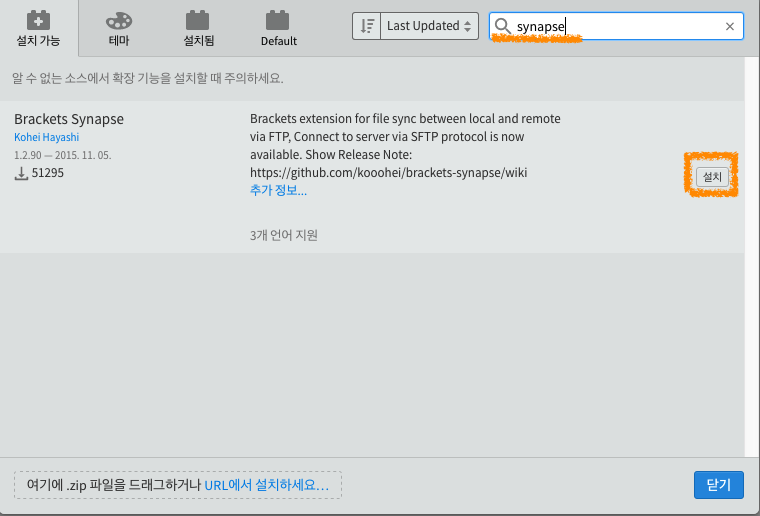 설치 가능
테마
설치됨
Default
Last Updated
synapse
알 수 없는 소스에서 확장 기능을 설치할 때 주의하세요.
Brackets Synapse
Kohei Hayashi
1.2.90 — 2015. 11. 05.
51295
Brackets extension for file sync between local and remote
via FTP, Connect to server via SFTP protocol is now
available. Show Release Note:
https://github.com/kooohei/brackets-synapse/wiki
추가 정보...
3개 언어 지원
설치
여기에 .zip 파일을 드래그하거나 URL에서 설치하세요...
닫기